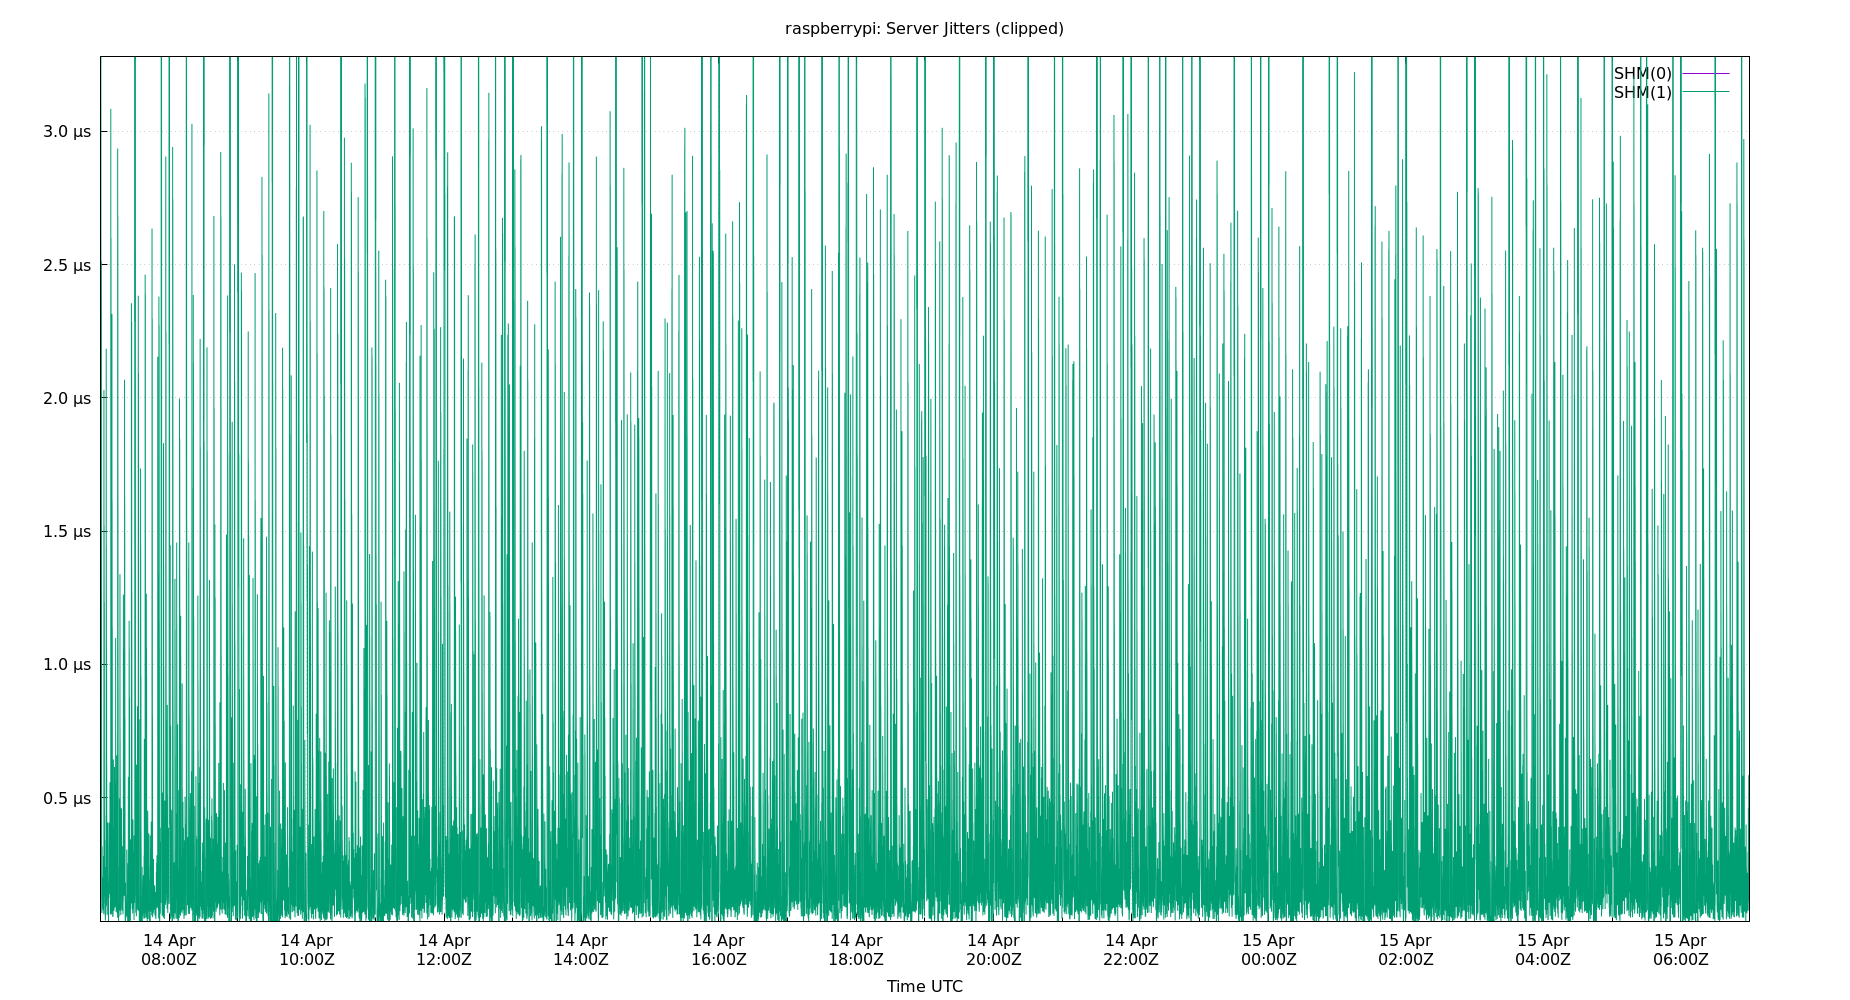 raspberrypi: Server Jitters (clipped)
SHM(0)
SHM(1)
3.0 µs
2.5 µs
2.0 µs
1.5 µs
1.0 µs
0.5 µs
14 Apr 14 Apr 14 Apr 14 Apr 14 Apr 14 Apr 14 Apr 14 Apr 15 Apr 15 Apr 15 Apr 15 Apr
08:00Z 10:00Z 12:00Z 14:00Z 16:00Z 18:00Z 20:00Z 22:00Z 00:00Z 02:00Z 04:00Z 06:00Z
Time UTC